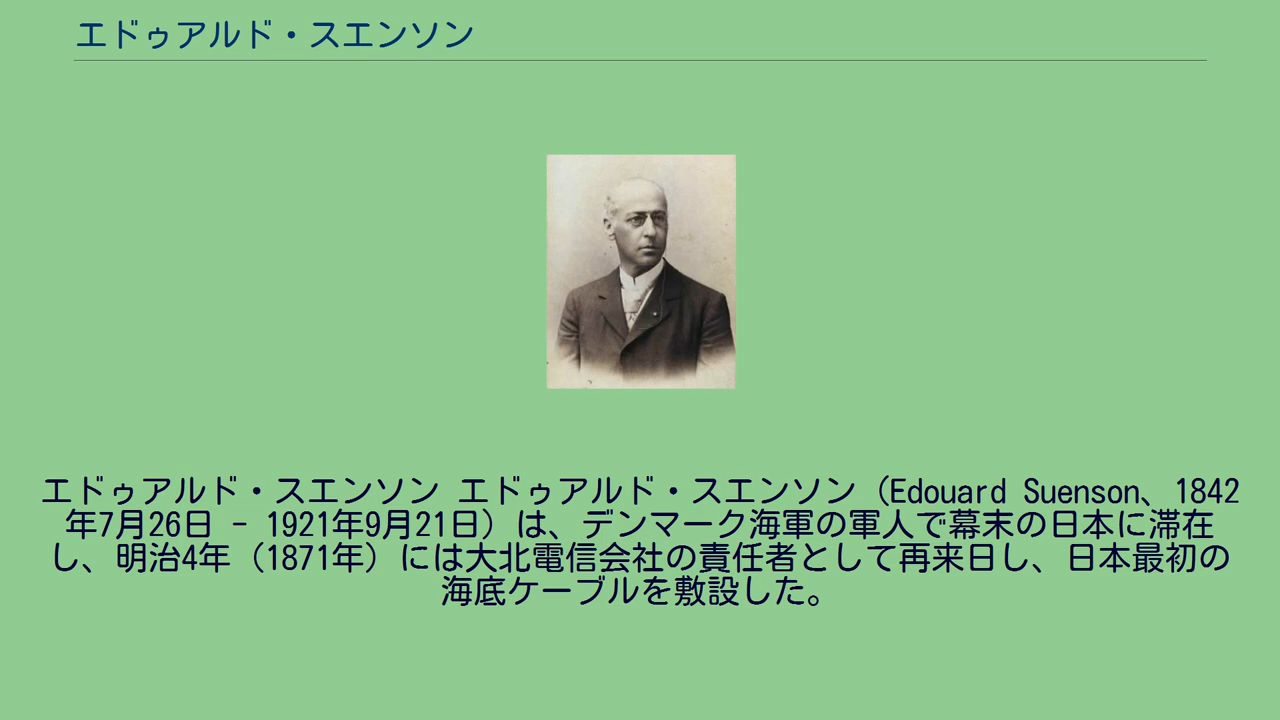 エドゥアルド・スエンソン
エドゥアルド・スエンソン エドゥアルド・スエンソン（Edouard Suenson、1842
年7月26日 - 1921年9月21日）は、デンマーク海軍の軍人で幕末の日本に滞在
し、明治4年（1871年）には大北電信会社の責任者として再来日し、日本最初の
海底ケーブルを敷設した。